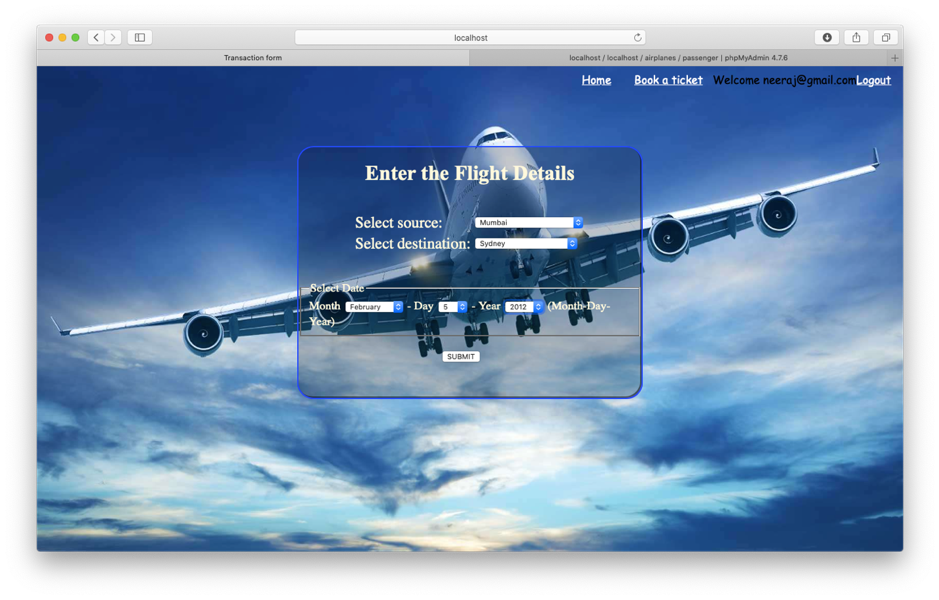 localhost
Transaction form
localhost / localhost / airplanes / passenger | phpMyAdmin 4.7.6
Home Book a ticket Welcome neeraj@gmail.com Logout
Enter the Flight Details
Select source: Mumbai
Select destination: Sydney
Select Date
Month February - Day 5 - Year 2012 (Month-Day-
Year)
SUBMIT